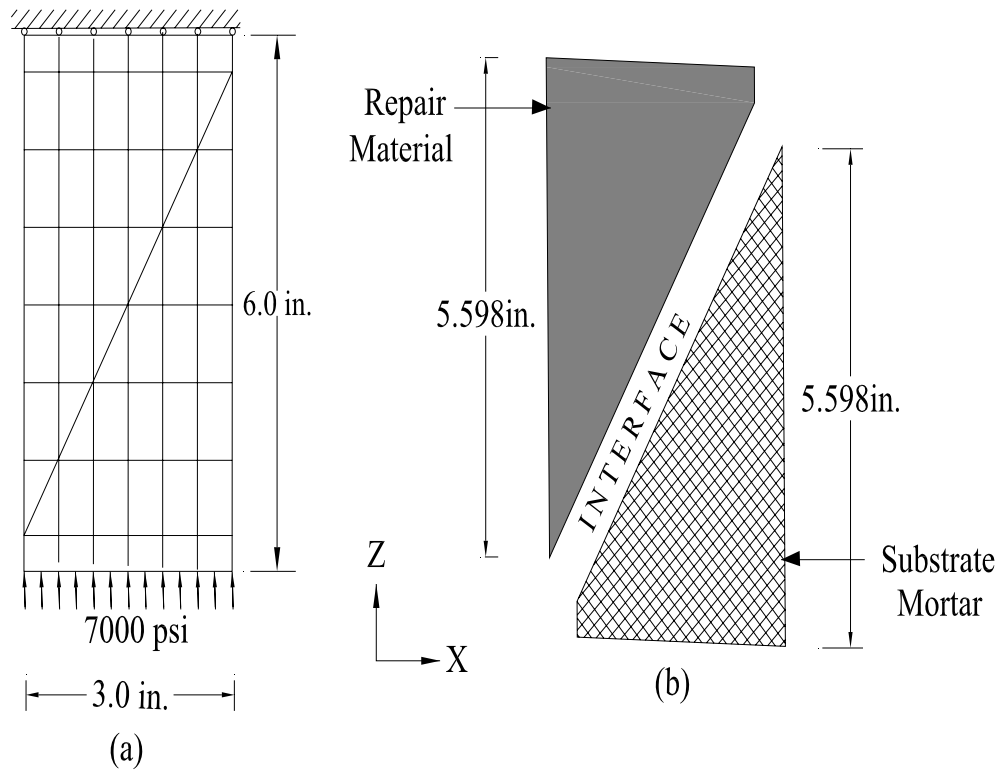 6.0 in.
7000 psi
3.0 in.
(a)
Repair
Material
5.598in.
INTERFACE
5.598in.
Substrate
Mortar
Z
X
(b)